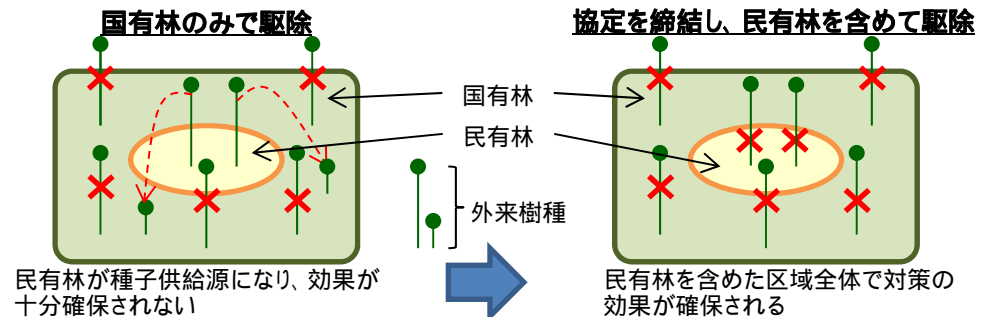 国有林のみで駆除
協定を締結し、民有林を含めて駆除
国有林
民有林
外来樹種
民有林が種子供給源になり、効果が
十分確保されない
民有林を含めた区域全体で対策の
効果が確保される